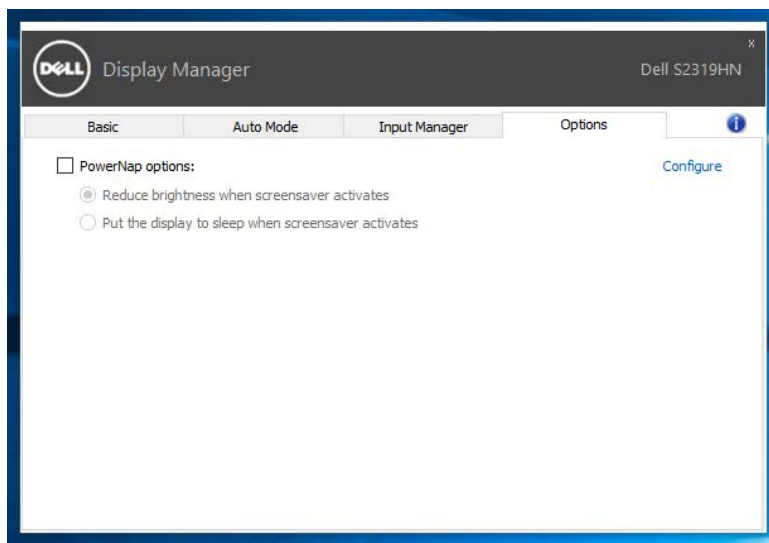 x
DELL Display Manager Dell S2319HN
Basic Auto Mode Input Manager Options i
PowerNap options: Configure
Reduce brightness when screensaver activates
Put the display to sleep when screensaver activates